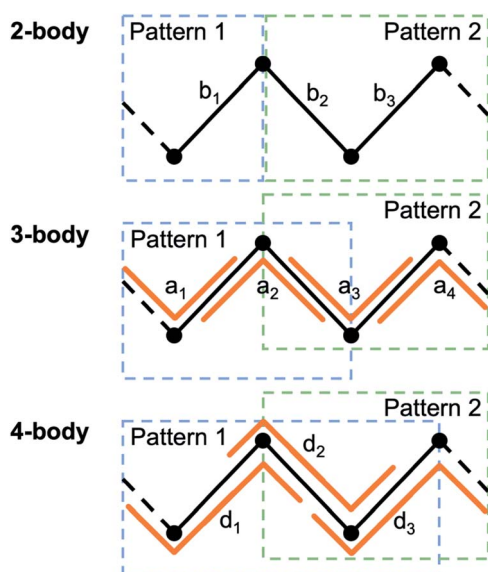 2-body
Pattern 1
Pattern 2
b₁
b₂
b₃
3-body
Pattern 1
Pattern 2
a₁
a₂
a₃
a₄
4-body
Pattern 1
Pattern 2
d₂
d₁
d₃